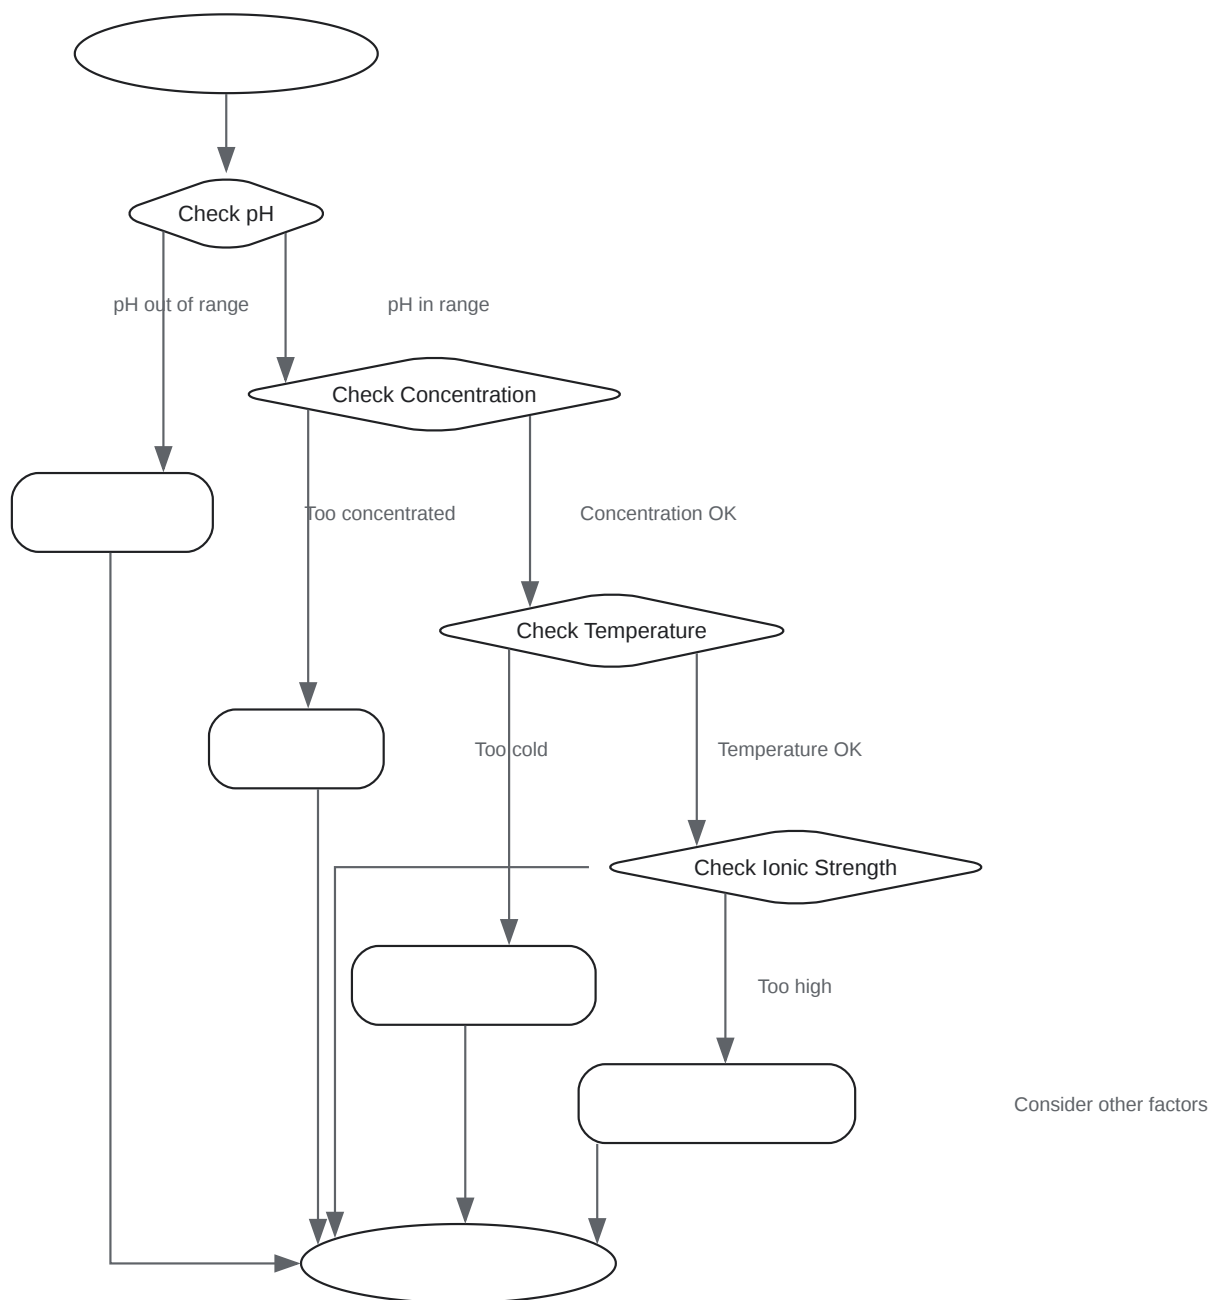 Check pH
pH out of range
pH in range
Check Concentration
Too concentrated
Concentration OK
Check Temperature
Too cold
Temperature OK
Check Ionic Strength
Too high
Consider other factors